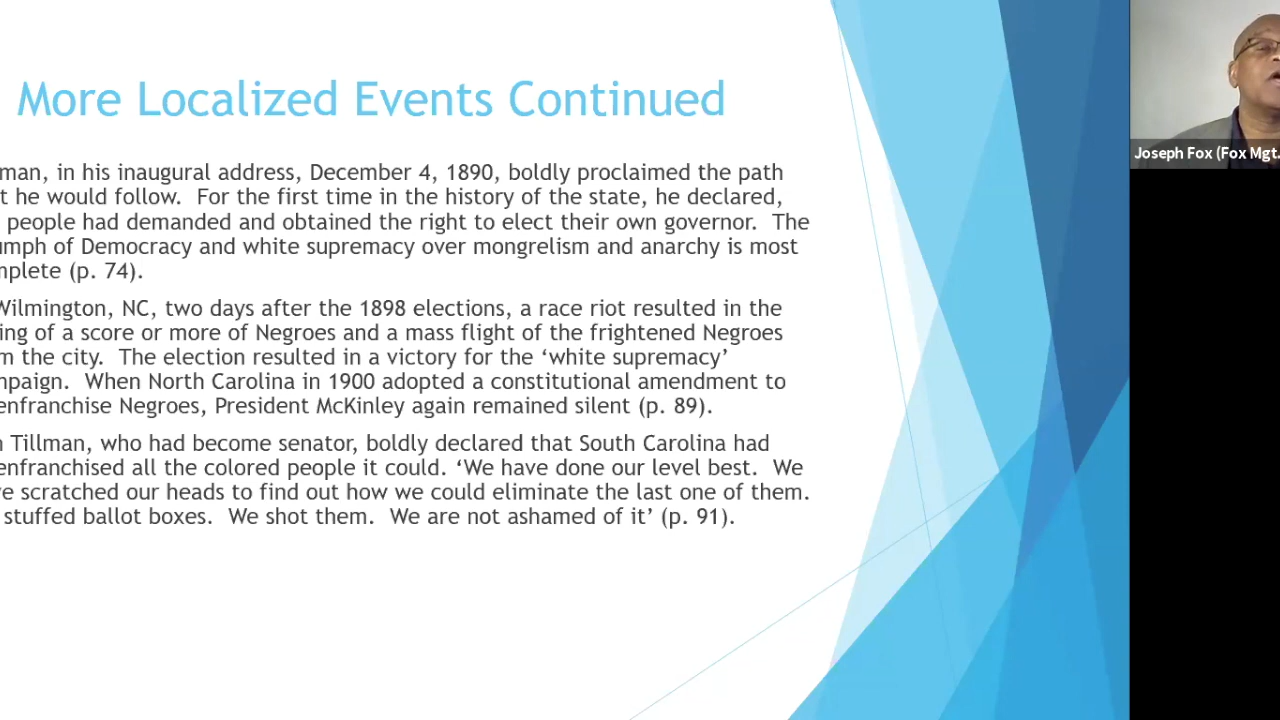 More Localized Events Continued
man, in his inaugural address, December 4, 1890, boldly proclaimed the path
t he would follow.  For the first time in the history of the state, he declared,
people had demanded and obtained the right to elect their own governor.  The
umph of Democracy and white supremacy over mongrelism and anarchy is most
mplete (p. 74).
Wilmington, NC, two days after the 1898 elections, a race riot resulted in the
ing of a score or more of Negroes and a mass flight of the frightened Negroes
m the city.  The election resulted in a victory for the ‘white supremacy’
npaign.  When North Carolina in 1900 adopted a constitutional amendment to
enfranchise Negroes, President McKinley again remained silent (p. 89).
n Tillman, who had become senator, boldly declared that South Carolina had
enfranchised all the colored people it could. ‘We have done our level best.  We
ve scratched our heads to find out how we could eliminate the last one of them.
stuffed ballot boxes.  We shot them.  We are not ashamed of it’ (p. 91).
Joseph Fox (Fox Mgt.